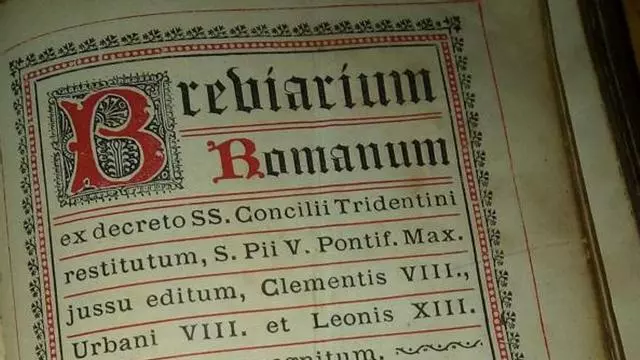 Breviarium
Romanum
ex decreto SS. Concilii Tridentini
restitutum, S. Pii V. Pontif. Max.
jussu editum, Clementis VIII.,
Urbani VIII. et Leonis XIII.